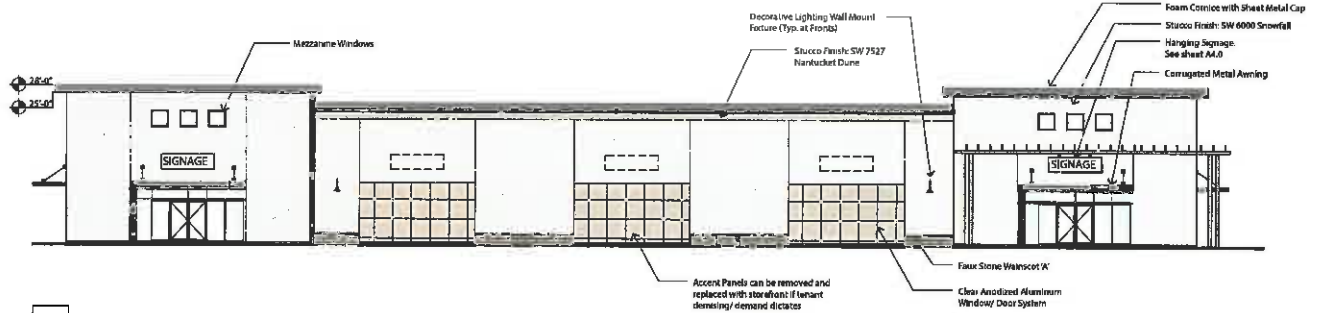 Mezzanine Windows
28'-0"
25'-0"
SIGNAGE
Decorative Lighting Wall Mount
Fixture (Typ. at Fronts)
Stucco Finish: SW 7527
Nantucket Dune
Foam Cornice with Sheet Metal Cap
Stucco Finish: SW 6000 Snowfall
Hanging Signage.
See sheet A4.0
Corrugated Metal Awning
SIGNAGE
Accent Panels can be removed and
replaced with storefront if tenant
demising/ demand dictates
Faux Stone Wainscot 'A'
Clear Anodized Aluminum
Window/ Door System